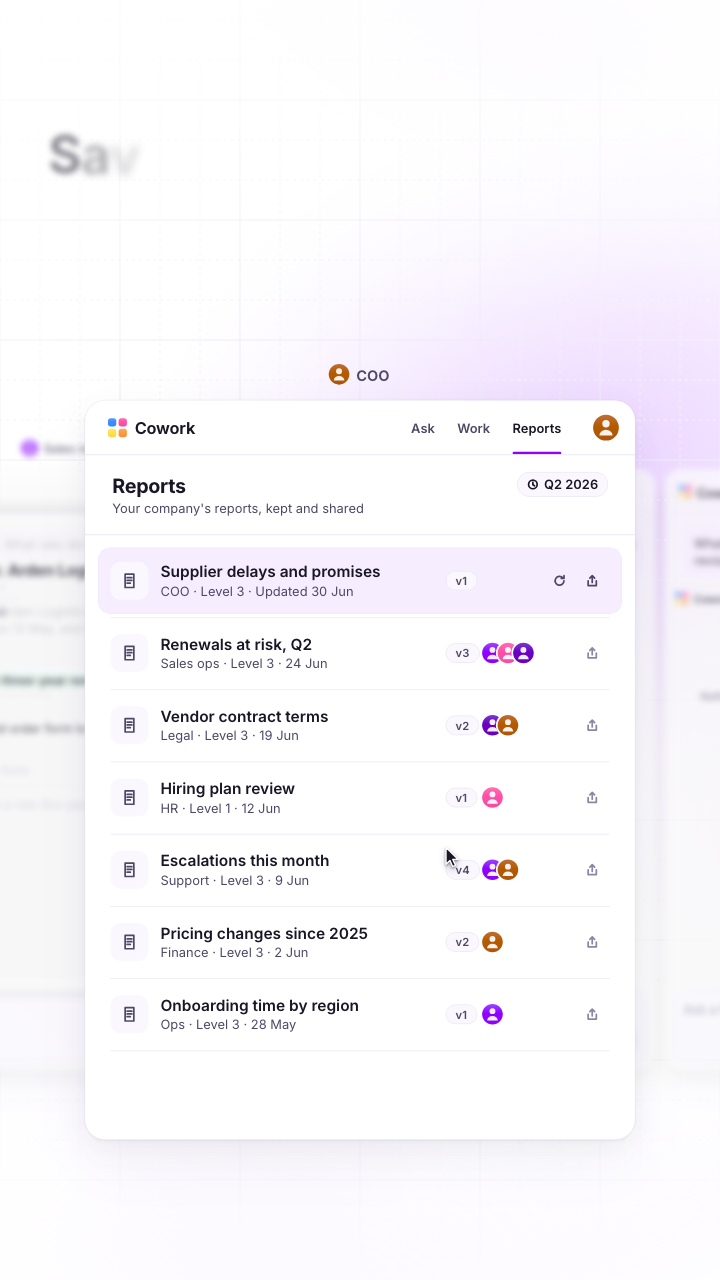 Sav
COO
Cowork
Ask
Work
Reports
Reports
Q2 2026
Your company's reports, kept and shared
Supplier delays and promises
v1
COO · Level 3 · Updated 30 Jun
Renewals at risk, Q2
v3
Sales ops · Level 3 · 24 Jun
Vendor contract terms
v2
Legal · Level 3 · 19 Jun
Hiring plan review
v1
HR · Level 1 · 12 Jun
Escalations this month
v4
Support · Level 3 · 9 Jun
Pricing changes since 2025
v2
Finance · Level 3 · 2 Jun
Onboarding time by region
v1
Ops · Level 3 · 28 May